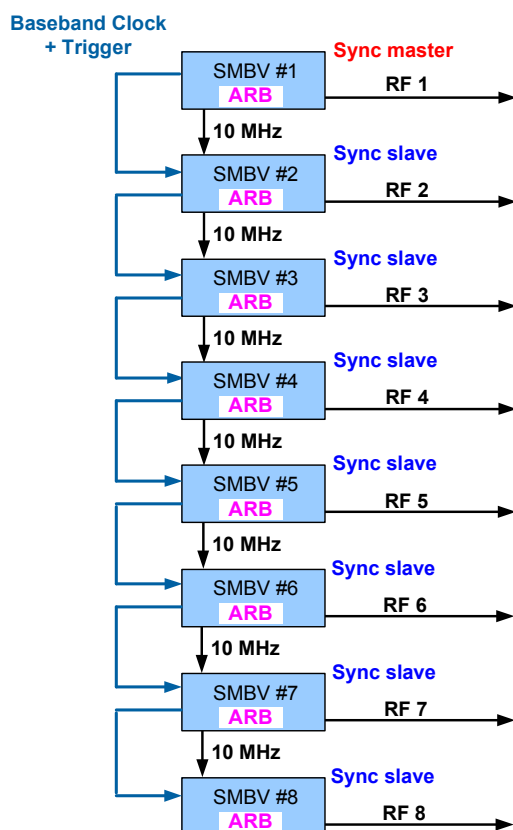 Baseband Clock
+ Trigger
Sync master
SMBV #1
ARB
RF 1
10 MHz
Sync slave
SMBV #2
ARB
RF 2
10 MHz
Sync slave
SMBV #3
ARB
RF 3
10 MHz
Sync slave
SMBV #4
ARB
RF 4
10 MHz
Sync slave
SMBV #5
ARB
RF 5
10 MHz
Sync slave
SMBV #6
ARB
RF 6
10 MHz
Sync slave
SMBV #7
ARB
RF 7
10 MHz
Sync slave
SMBV #8
ARB
RF 8